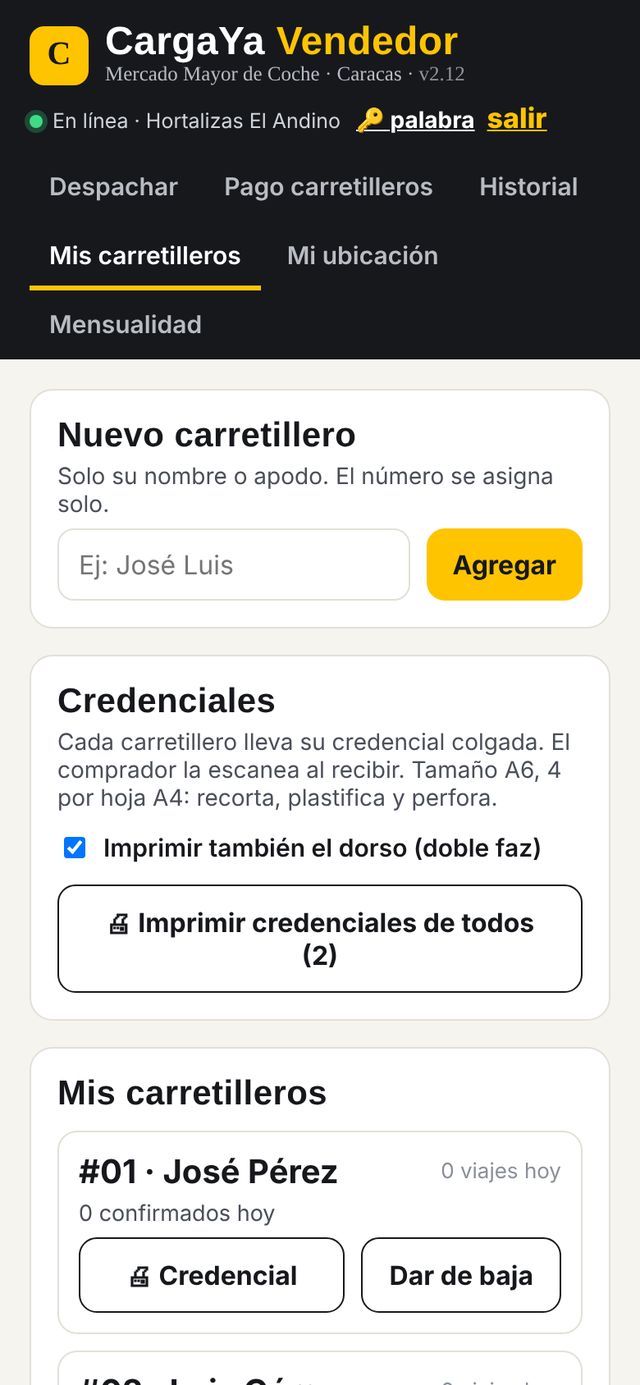 C
CargaYa Vendedor
Mercado Mayor de Coche · Caracas · v2.12
En línea · Hortalizas El Andino 🔑 palabra salir
Despachar Pago carretilleros Historial
Mis carretilleros Mi ubicación
Mensualidad
Nuevo carretillero
Solo su nombre o apodo. El número se asigna
solo.
Ej: José Luis Agregar
Credenciales
Cada carretillero lleva su credencial colgada. El
comprador la escanea al recibir. Tamaño A6, 4
por hoja A4: recorta, plastifica y perfora.
Imprimir también el dorso (doble faz)
🖨 Imprimir credenciales de todos
(2)
Mis carretilleros
#01 · José Pérez 0 viajes hoy
0 confirmados hoy
🖨 Credencial Dar de baja